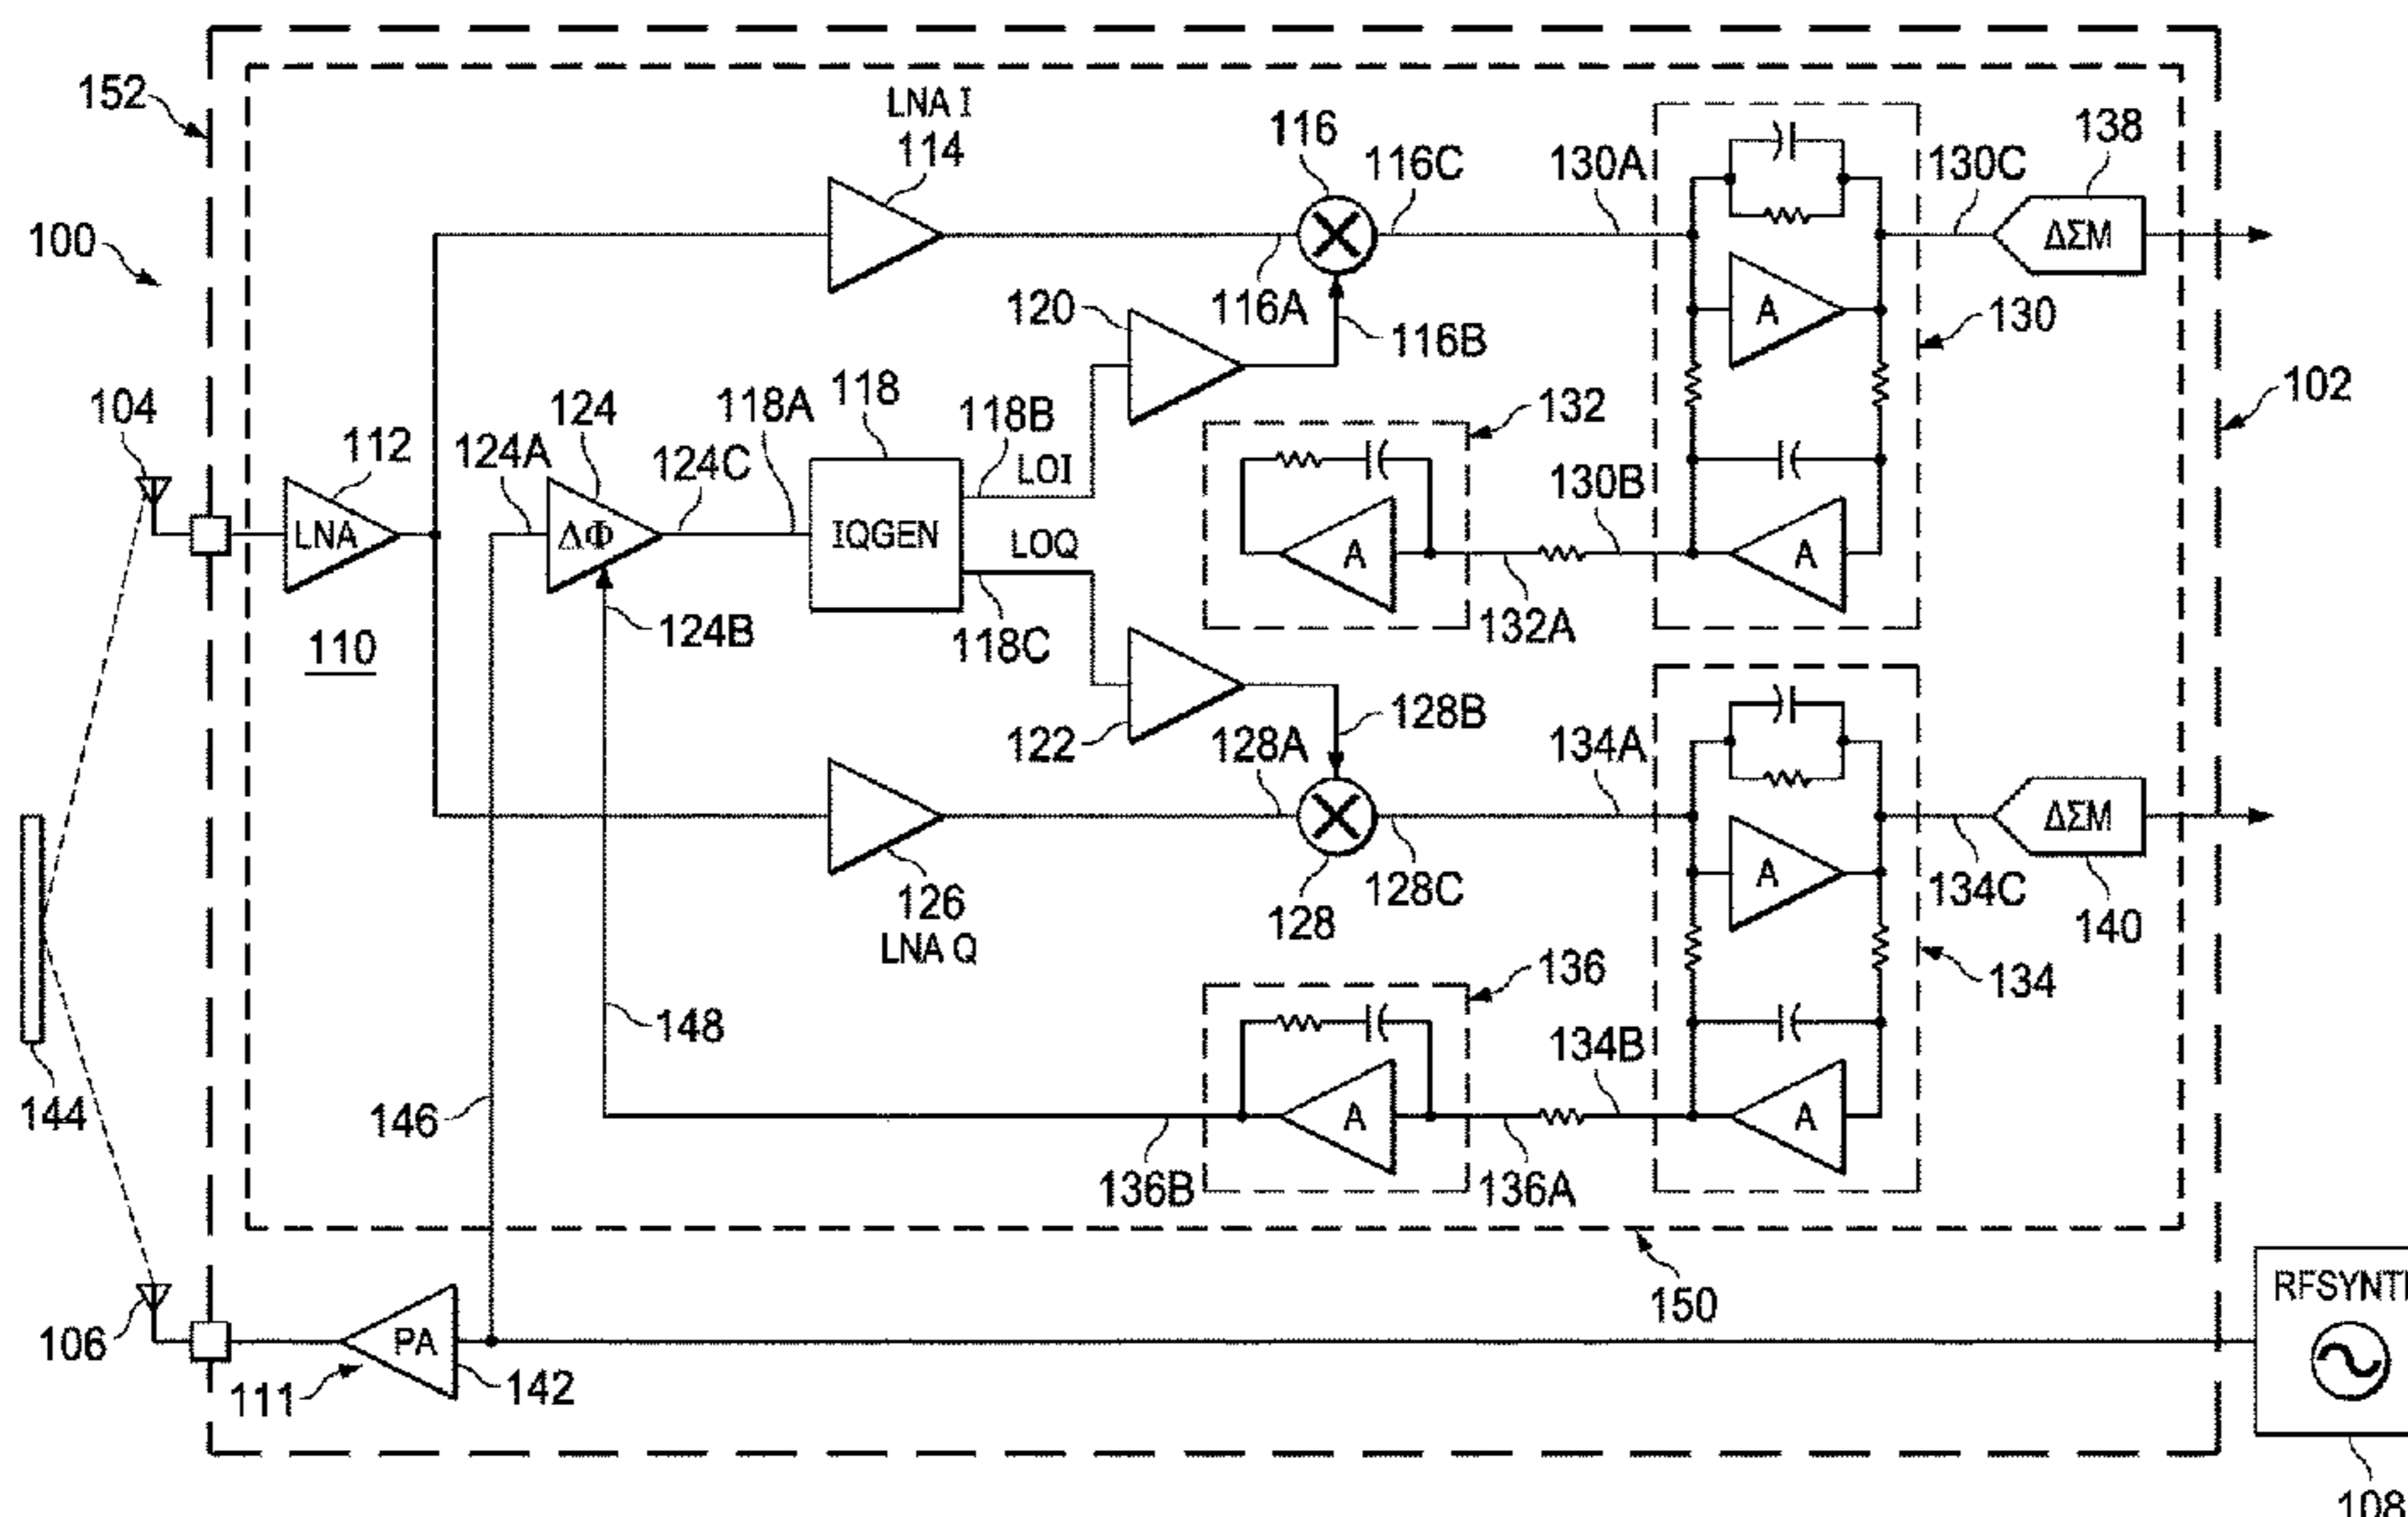 152
LNA I
114
116
116C
130A
138
130C
ΔΣM
100
116A
120
116B
A
130
102
104
112
124A
124
124C
118A
118
118B
LOI
132
LNA
ΔΦ
IQGEN
LOQ
A
130B
A
110
124B
118C
132A
122
128A
128B
134A
ΔΣM
126
LNA Q
128
128C
A
134C
140
134
136
144
146
148
134B
A
A
136B
136A
150
RFSYNT
106
PA
111
142
108